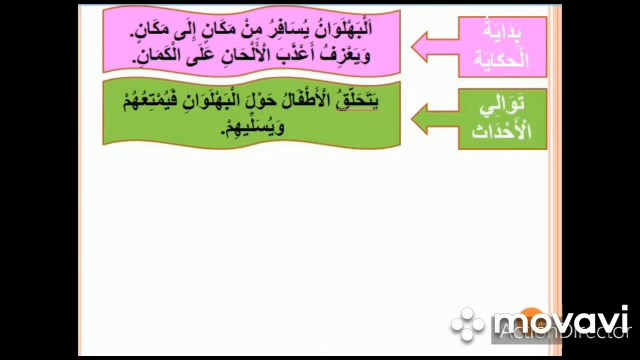 بِدَايَةُ
الْحِكَايَة
اَلْبَهْلَوَانُ يُسَافِرُ مِنْ مَكَانٍ إِلَى مَكَانٍ.
وَيَعْزِفُ أَعْذَبَ الْأَلْحَانِ عَلَى الْكَمَانِ.
تَوَالِي
الْأَحْدَاث
يَتَحَلَّقُ الْأَطْفَالُ حَوْلَ الْبَهْلَوَانِ فَيُمْتِعُهُمْ
وَيُسَلِّيهِمْ.
movavi
ActionDirector